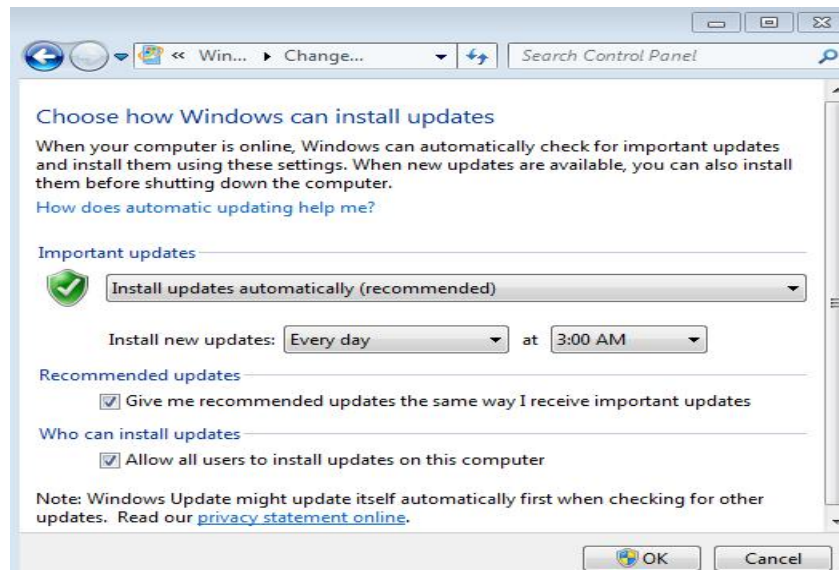 « Win... ▸ Change...
Search Control Panel
Choose how Windows can install updates
When your computer is online, Windows can automatically check for important updates
and install them using these settings. When new updates are available, you can also install
them before shutting down the computer.
How does automatic updating help me?
Important updates
Install updates automatically (recommended)
Install new updates: Every day at 3:00 AM
Recommended updates
Give me recommended updates the same way I receive important updates
Who can install updates
Allow all users to install updates on this computer
Note: Windows Update might update itself automatically first when checking for other
updates. Read our privacy statement online.
OK Cancel